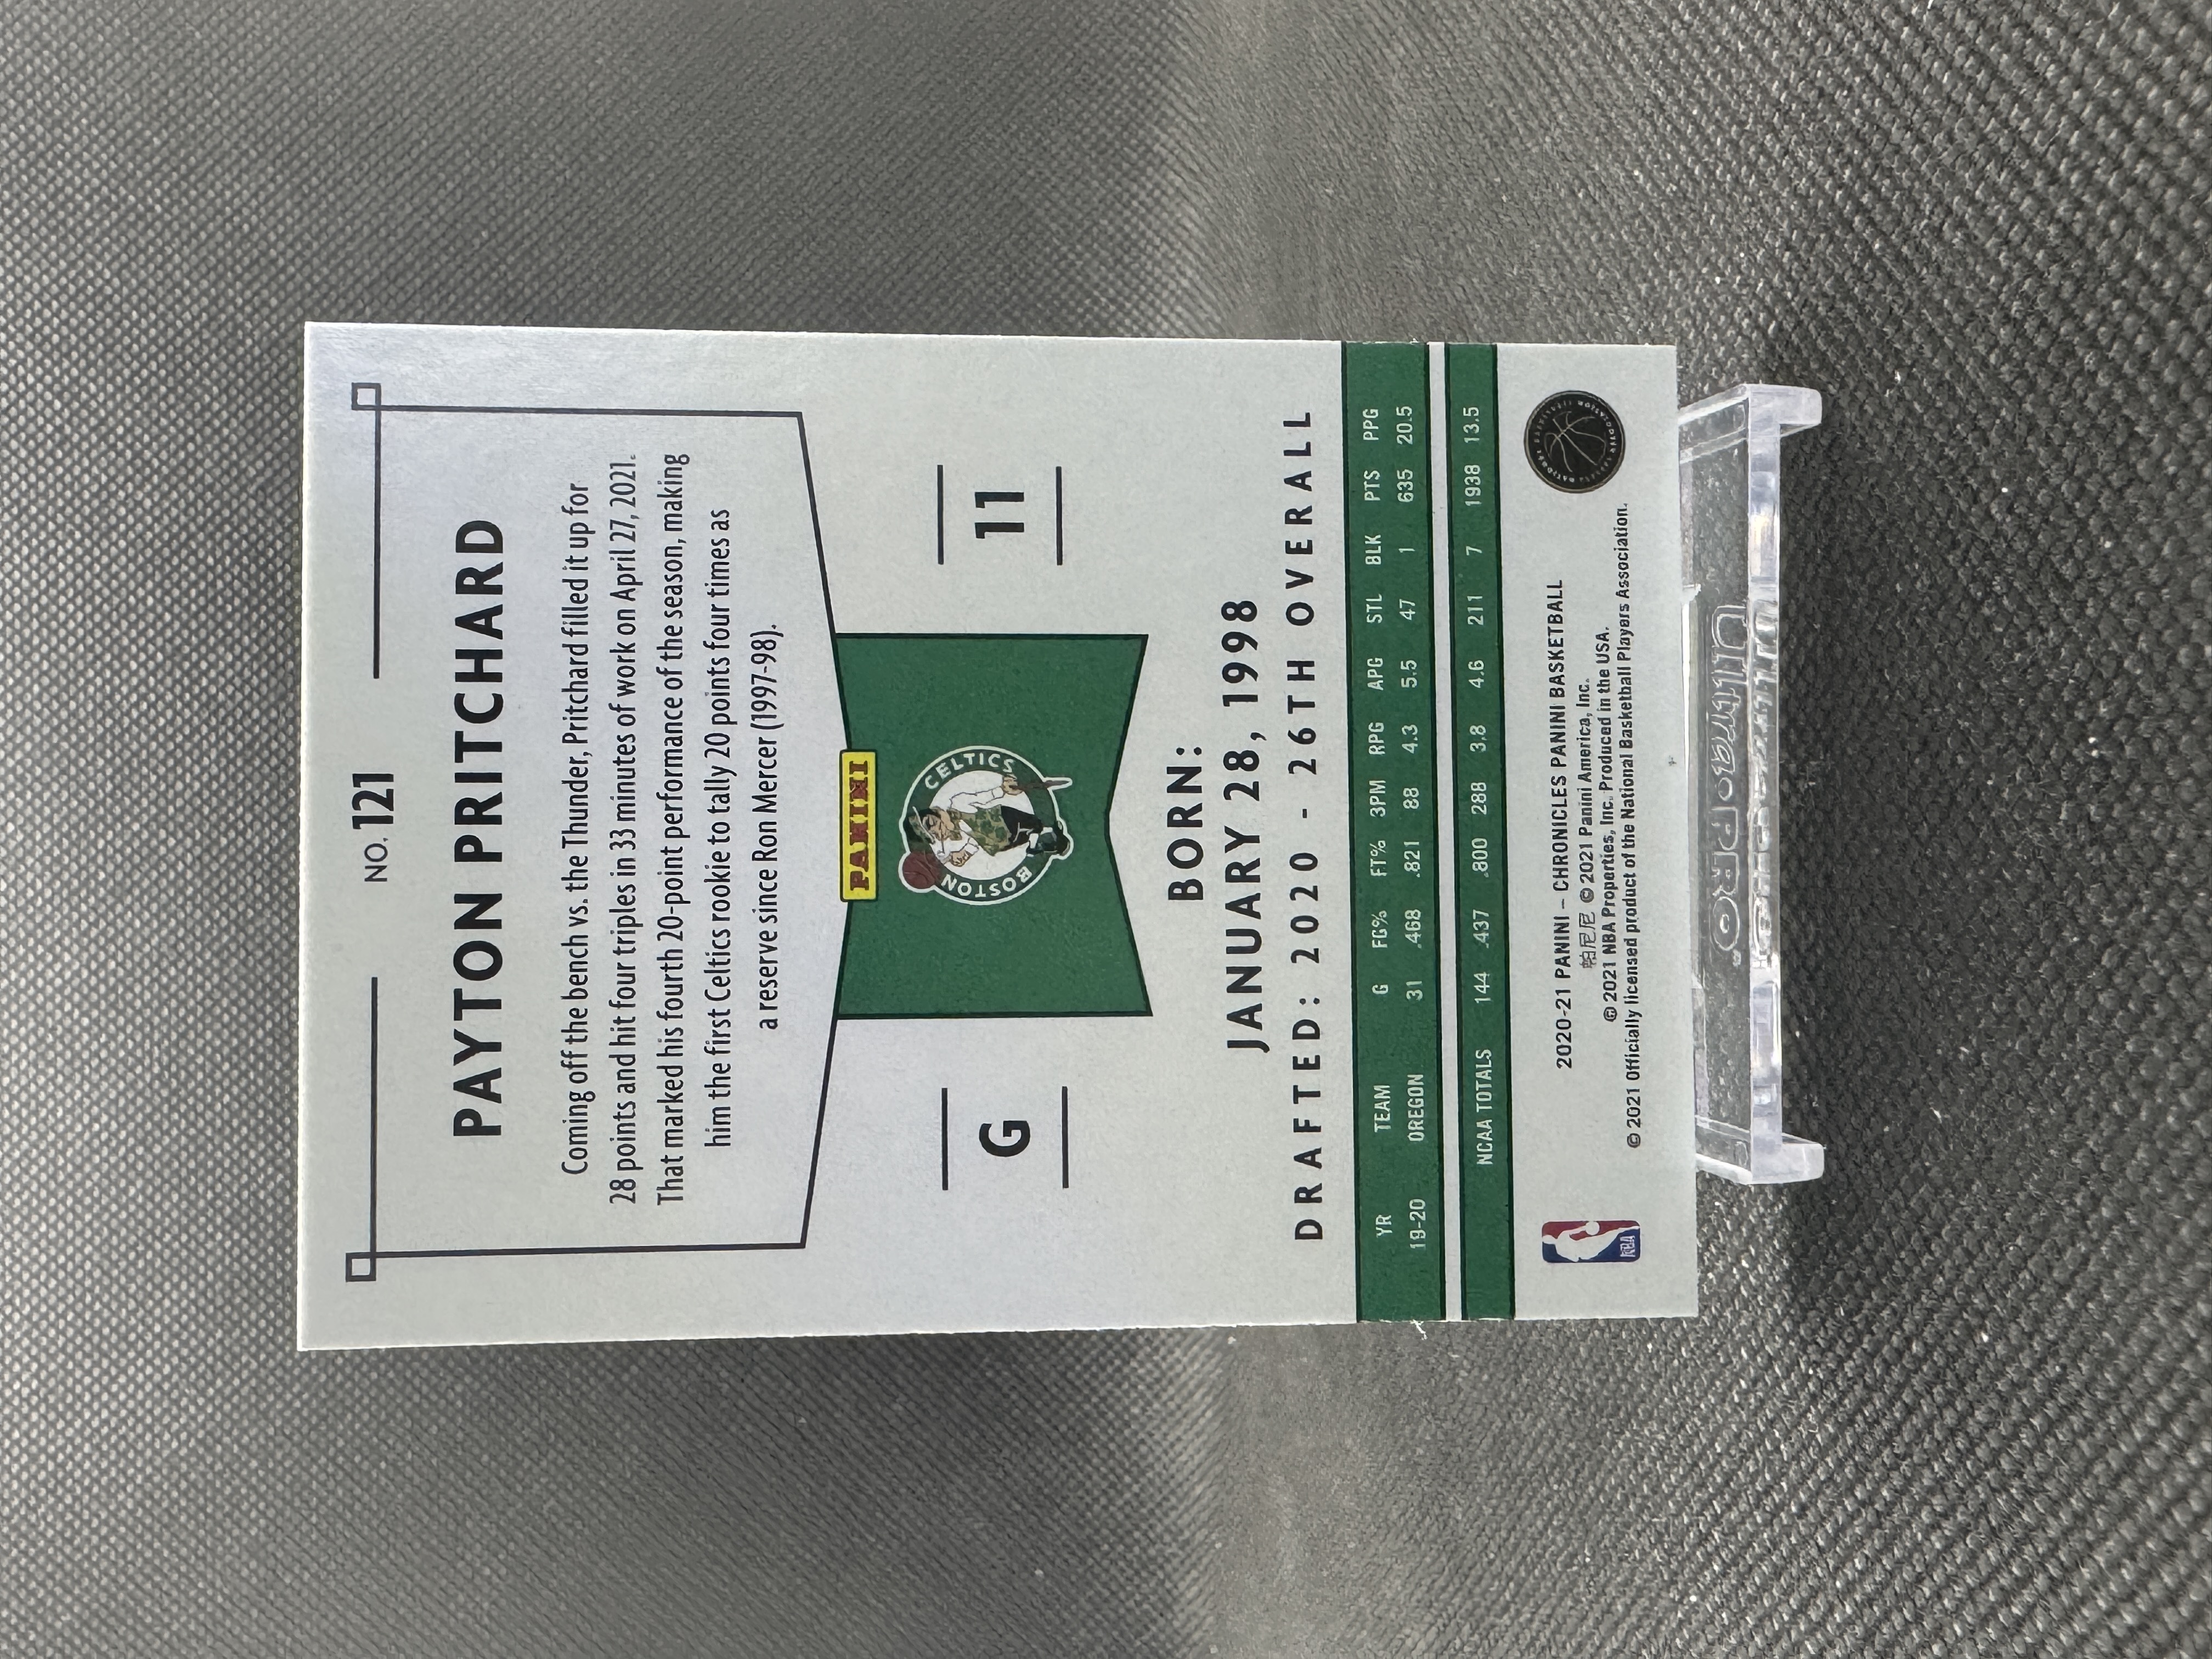 NO. 121
PAYTON PRITCHARD
Coming off the bench vs. the Thunder, Pritchard filled it up for
28 points and hit four triples in 33 minutes of work on April 27, 2021.
That marked his fourth 20-point performance of the season, making
him the first Celtics rookie to tally 20 points four times as
a reserve since Ron Mercer (1997-98).
PANINI
G
BOSTON CELTICS
11
BORN:
JANUARY 28, 1998
DRAFTED: 2020 - 26TH OVERALL
YR TEAM G FG% FT% 3PM RPG APG STL BLK PTS PPG
19-20 OREGON 31 .468 .821 88 4.3 5.5 47 1 635 20.5
NCAA TOTALS 144 .437 .800 288 3.8 4.6 211 7 1938 13.5
NBA
2020-21 PANINI – CHRONICLES PANINI BASKETBALL
帕尼尼 © 2021 Panini America, Inc.
© 2021 NBA Properties, Inc. Produced in the USA.
© 2021 Officially licensed product of the National Basketball Players Association.
Ultra•PRO®